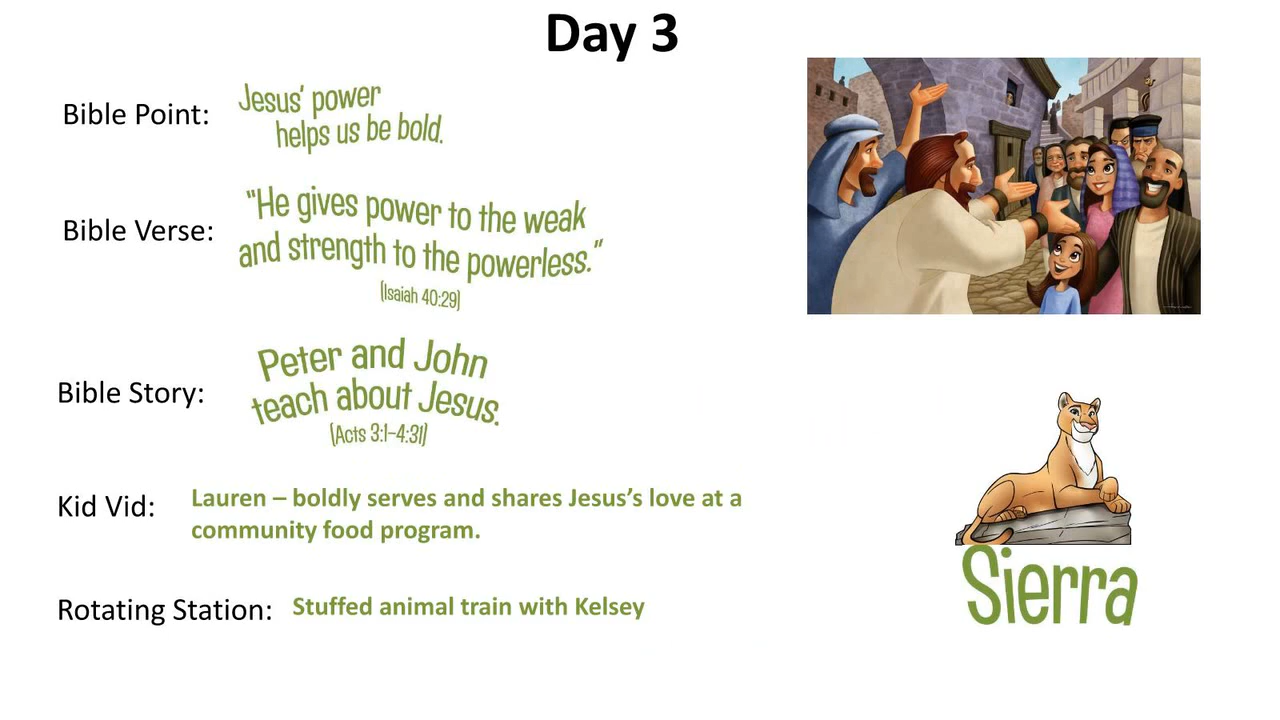 Day 3
Bible Point:
Jesus' power
helps us be bold.
Bible Verse:
“He gives power to the weak
and strength to the powerless.”
(Isaiah 40:29)
Bible Story:
Peter and John
teach about Jesus.
(Acts 3:1–4:31)
Kid Vid:
Lauren – boldly serves and shares Jesus’s love at a
community food program.
Rotating Station:
Stuffed animal train with Kelsey
Sierra